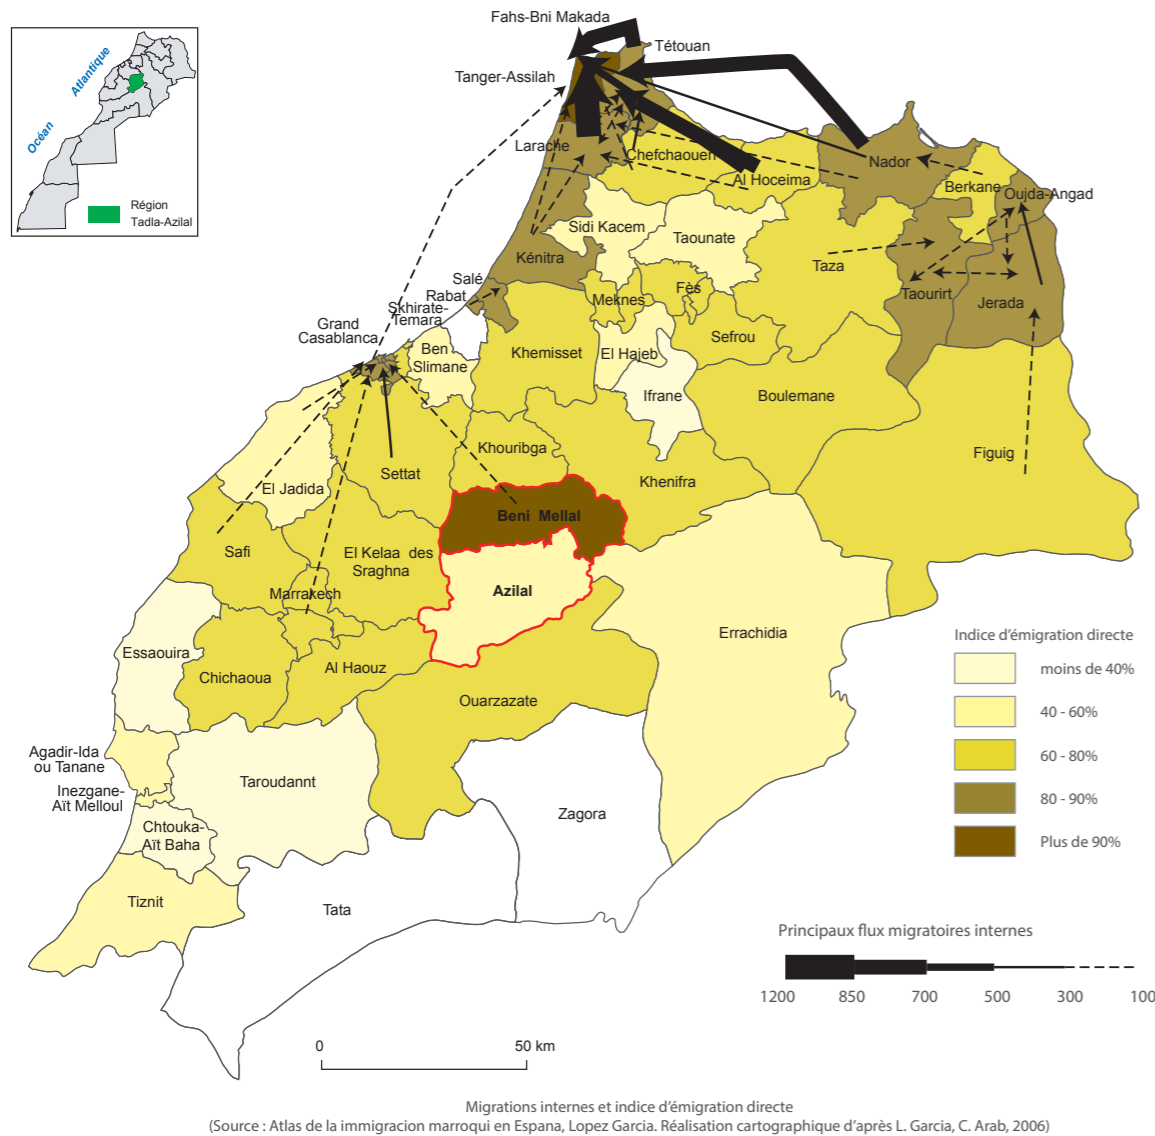 Océan
Atlantique
Région
Tadla-Azilal
Fahs-Bni Makada
Tétouan
Tanger-Assilah
Larache
Chefchaouen
Al Hoceima
Nador
Berkane
Oujda-Angad
Sidi Kacem
Taounate
Kénitra
Taza
Taourirt
Jerada
Salé
Rabat
Skhirate-
Temara
Meknes
Fès
Grand
Casablanca
Ben
Slimane
Khemisset
El Hajeb
Sefrou
Ifrane
Boulemane
Khouribga
Settat
Khenifra
Figuig
El Jadida
Beni Mellal
Safi
El Kelaa des
Sraghna
Azilal
Marrakech
Errachidia
Essaouira
Chichaoua
Al Haouz
Ouarzazate
Agadir-Ida
ou Tanane
Inezgane-
Aït Melloul
Taroudannt
Zagora
Chtouka-
Aït Baha
Tiznit
Tata
Indice d'émigration directe
moins de 40%
40 - 60%
60 - 80%
80 - 90%
Plus de 90%
Principaux flux migratoires internes
1200 850 700 500 300 100
0 50 km
Migrations internes et indice d'émigration directe
(Source : Atlas de la immigracion marroqui en Espana, Lopez Garcia. Réalisation cartographique d'après L. Garcia, C. Arab, 2006)